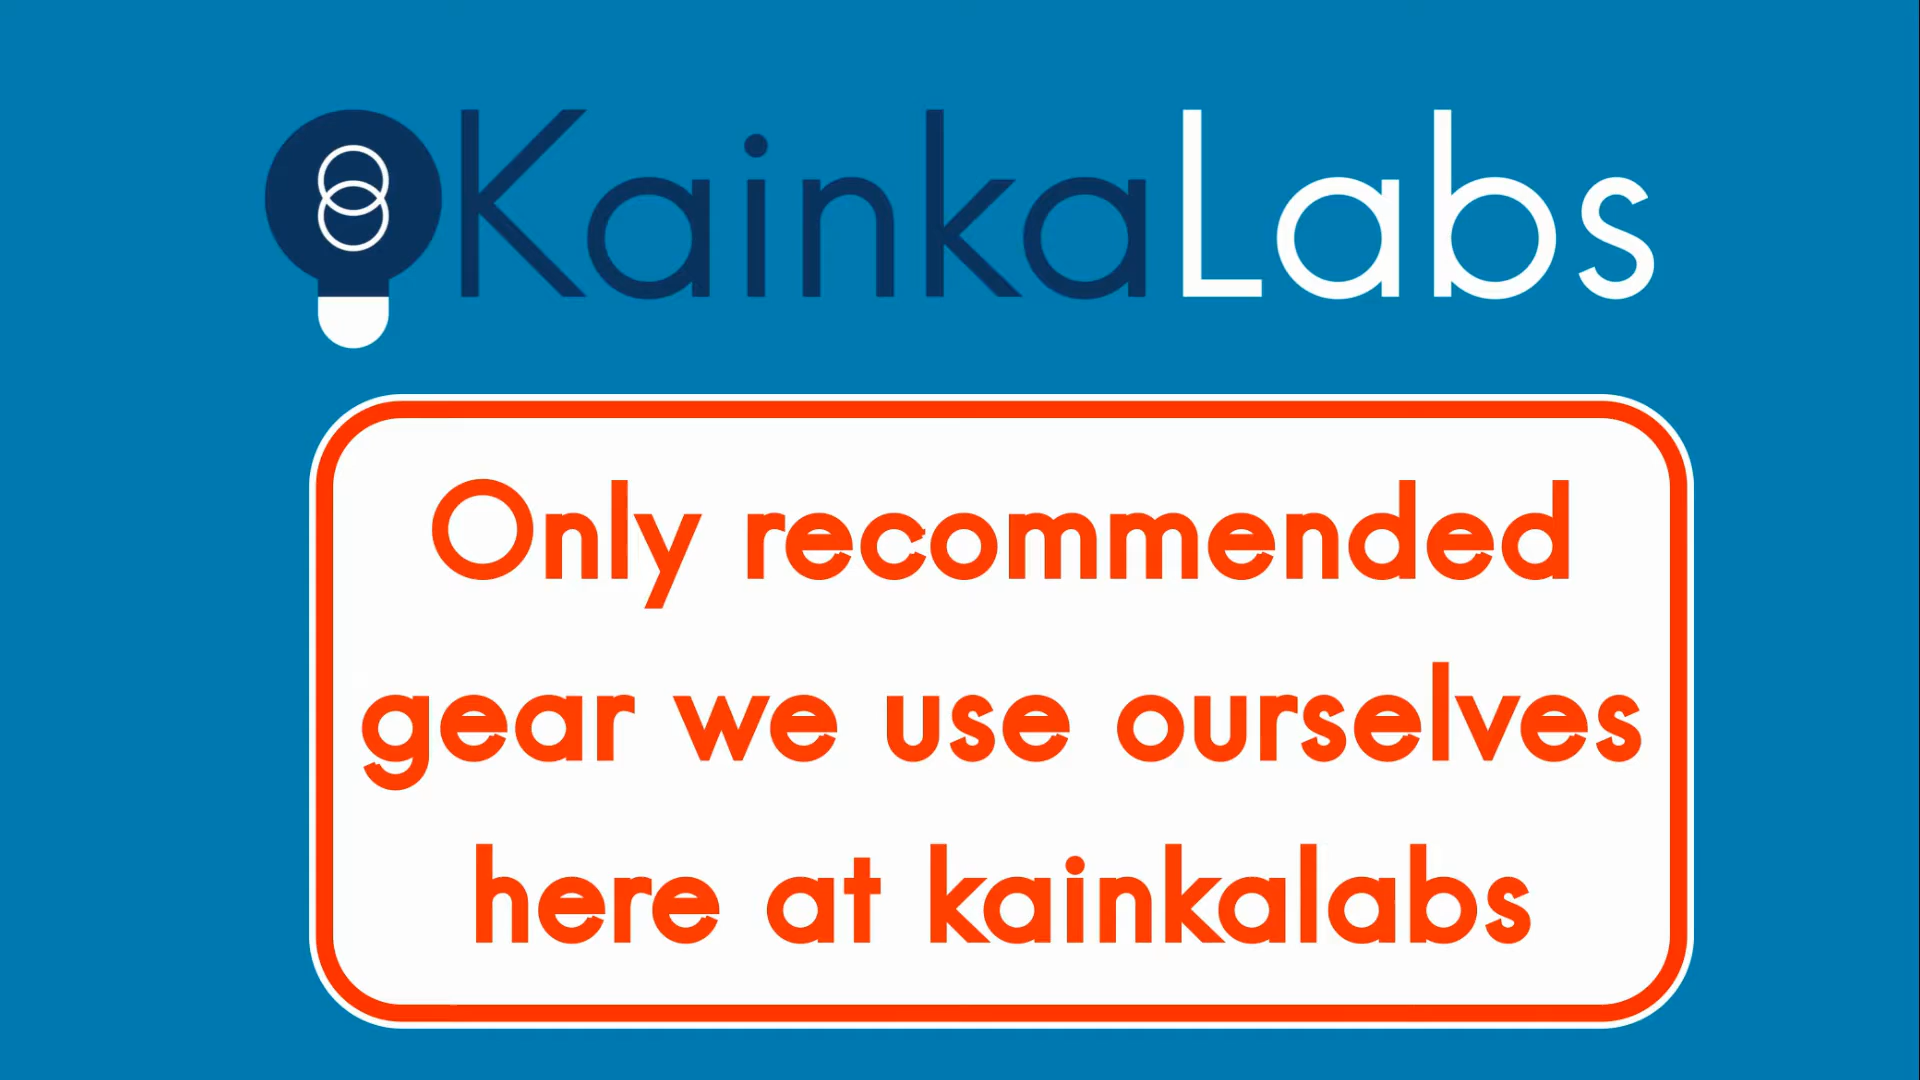 KainkaLabs
Only recommended
gear we use ourselves
here at kainkalabs